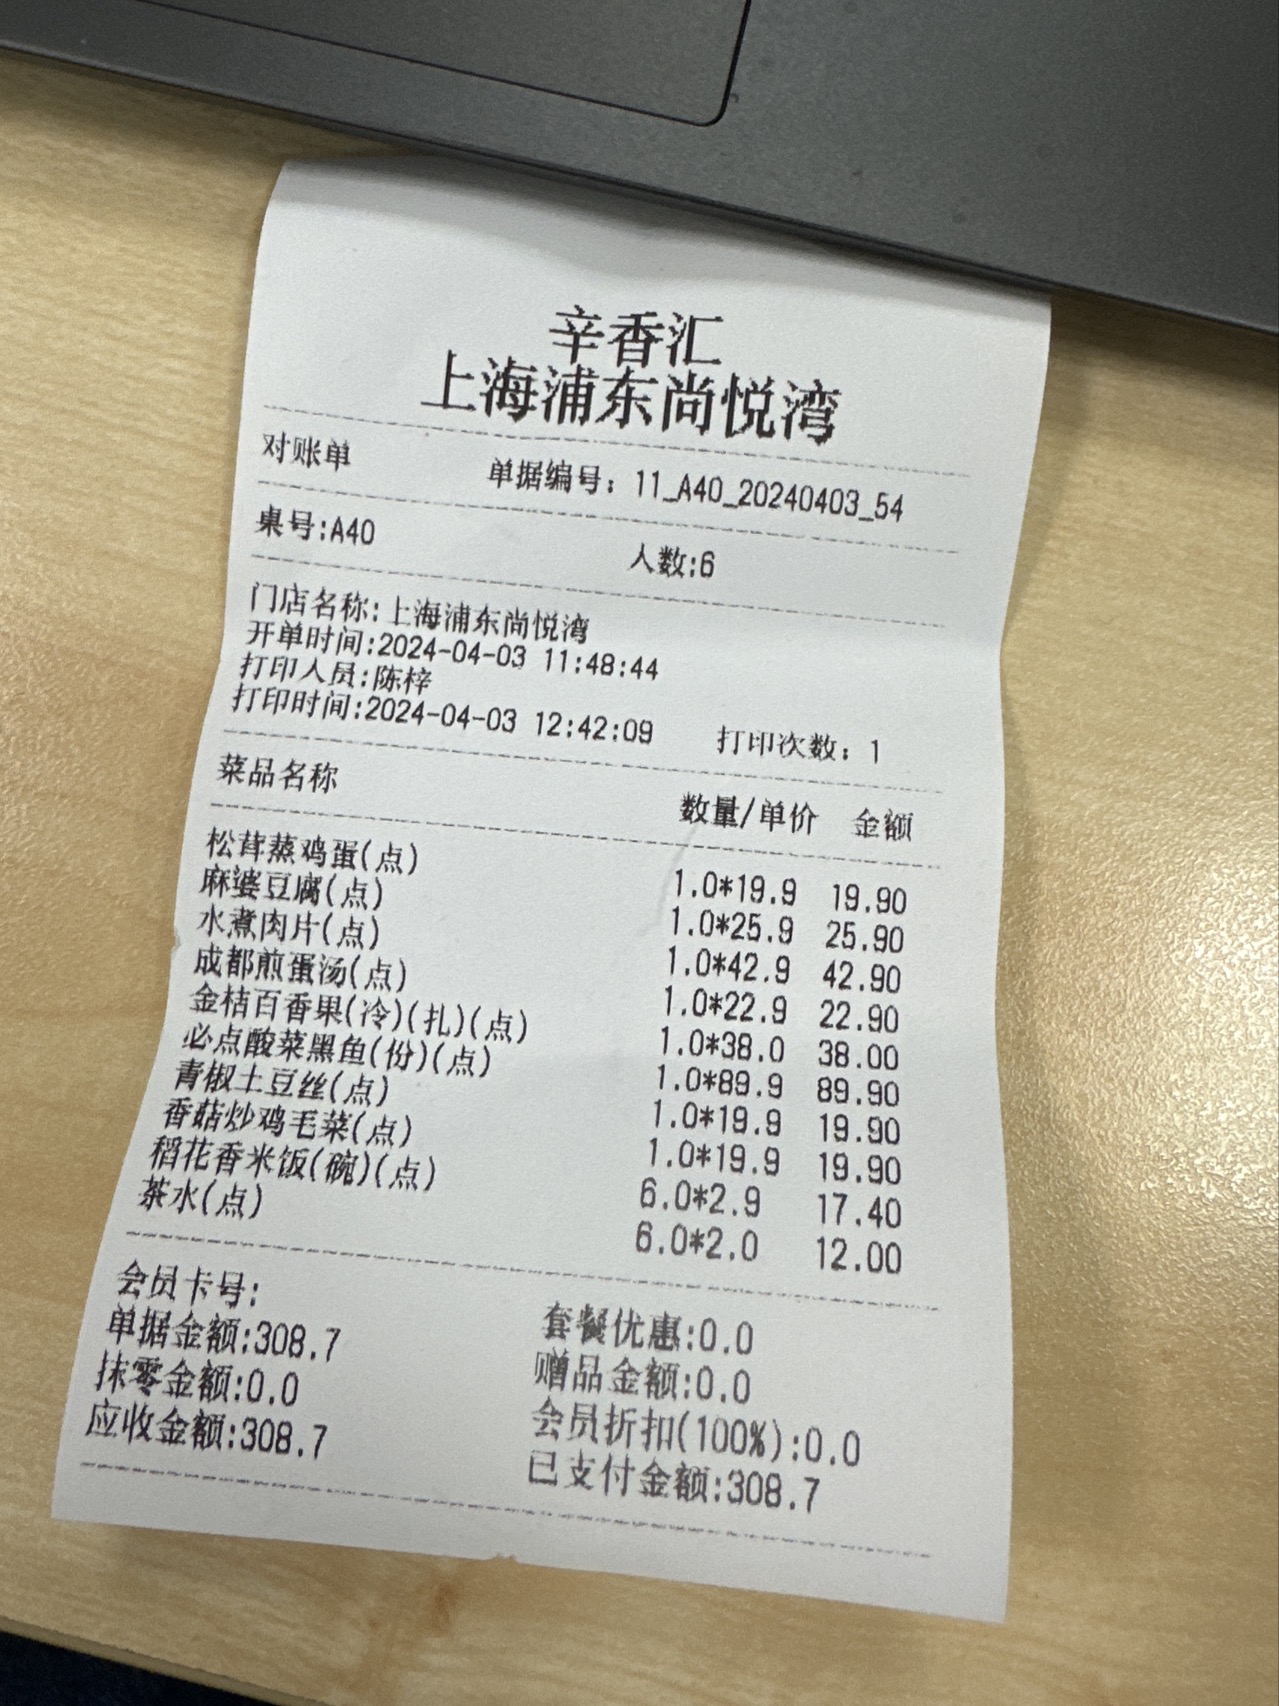 辛香汇
上海浦东尚悦湾
对账单 单据编号：11_A40_20240403_54
桌号:A40 人数:6
门店名称:上海浦东尚悦湾
开单时间:2024-04-03 11:48:44
打印人员:陈梓
打印时间:2024-04-03 12:42:09 打印次数：1
菜品名称 数量/单价 金额
松茸蒸鸡蛋(点) 1.0*19.9 19.90
麻婆豆腐(点) 1.0*25.9 25.90
水煮肉片(点) 1.0*42.9 42.90
成都煎蛋汤(点) 1.0*22.9 22.90
金桔百香果(冷)(扎)(点) 1.0*38.0 38.00
必点酸菜黑鱼(份)(点) 1.0*89.9 89.90
青椒土豆丝(点) 1.0*19.9 19.90
香菇炒鸡毛菜(点) 1.0*19.9 19.90
稻花香米饭(碗)(点) 6.0*2.9 17.40
茶水(点) 6.0*2.0 12.00
会员卡号:
单据金额:308.7 套餐优惠:0.0
抹零金额:0.0 赠品金额:0.0
应收金额:308.7 会员折扣(100%):0.0
已支付金额:308.7